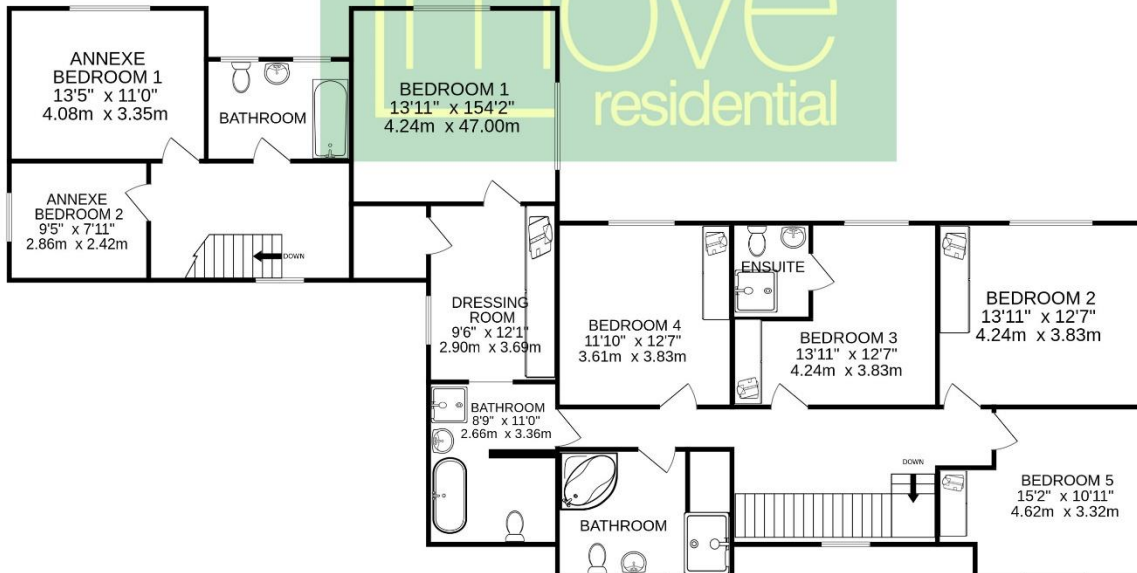 move
residential
ANNEXE
BEDROOM 1
13'5" x 11'0"
4.08m x 3.35m
BATHROOM
BEDROOM 1
13'11" x 154'2"
4.24m x 47.00m
ANNEXE
BEDROOM 2
9'5" x 7'11"
2.86m x 2.42m
DOWN
DRESSING
ROOM
9'6" x 12'1"
2.90m x 3.69m
ENSUITE
BEDROOM 4
11'10" x 12'7"
3.61m x 3.83m
BEDROOM 3
13'11" x 12'7"
4.24m x 3.83m
BEDROOM 2
13'11" x 12'7"
4.24m x 3.83m
BATHROOM
8'9" x 11'0"
2.66m x 3.36m
DOWN
BEDROOM 5
15'2" x 10'11"
4.62m x 3.32m
BATHROOM